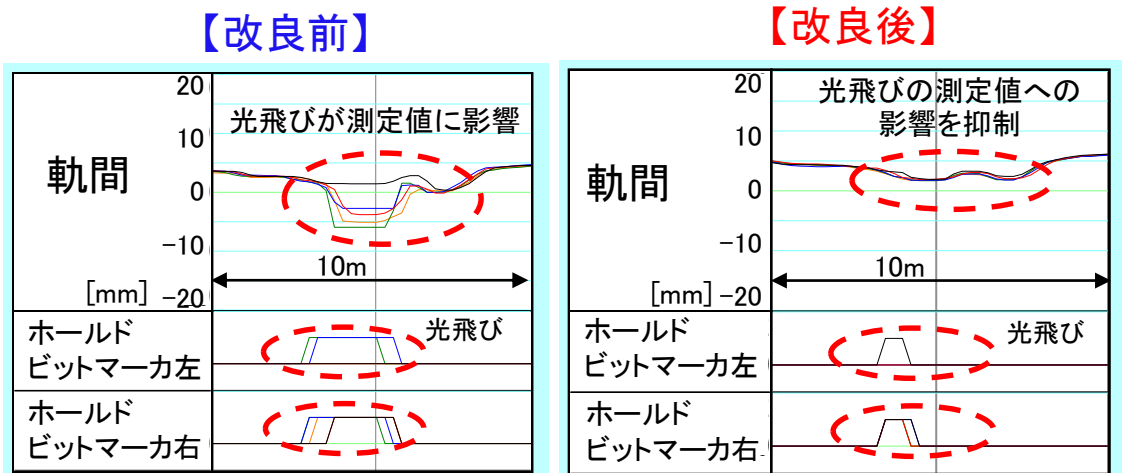 【改良前】
20
光飛びが測定値に影響
10
軌間
0
-10
10m
[mm]
-20
ホールド
ビットマーカ左
光飛び
ホールド
ビットマーカ右
【改良後】
20
光飛びの測定値への
影響を抑制
10
軌間
0
-10
10m
[mm]
-20
ホールド
ビットマーカ左
光飛び
ホールド
ビットマーカ右